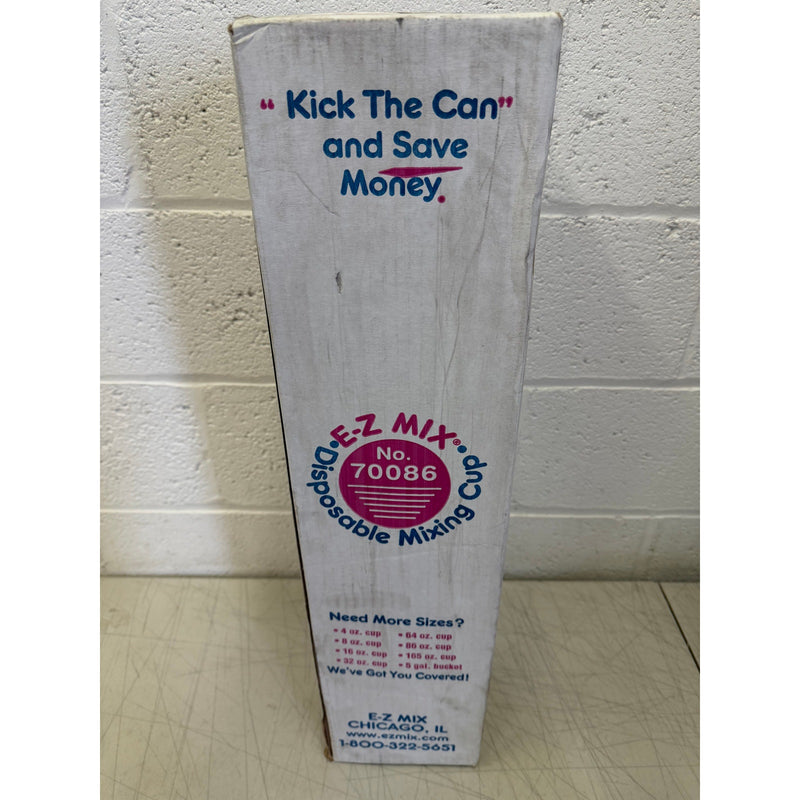 "Kick The Can"
and Save
Money.
E-Z MIX©
No.
70086
Disposable Mixing Cup
Need More Sizes?
• 4 oz. cup • 64 oz. cup
• 8 oz. cup • 86 oz. cup
• 16 oz. cup • 165 oz. cup
• 32 oz. cup • 5 gal. bucket
We've Got You Covered!
E-Z MIX
CHICAGO, IL
www.ezmix.com
1-800-322-5651